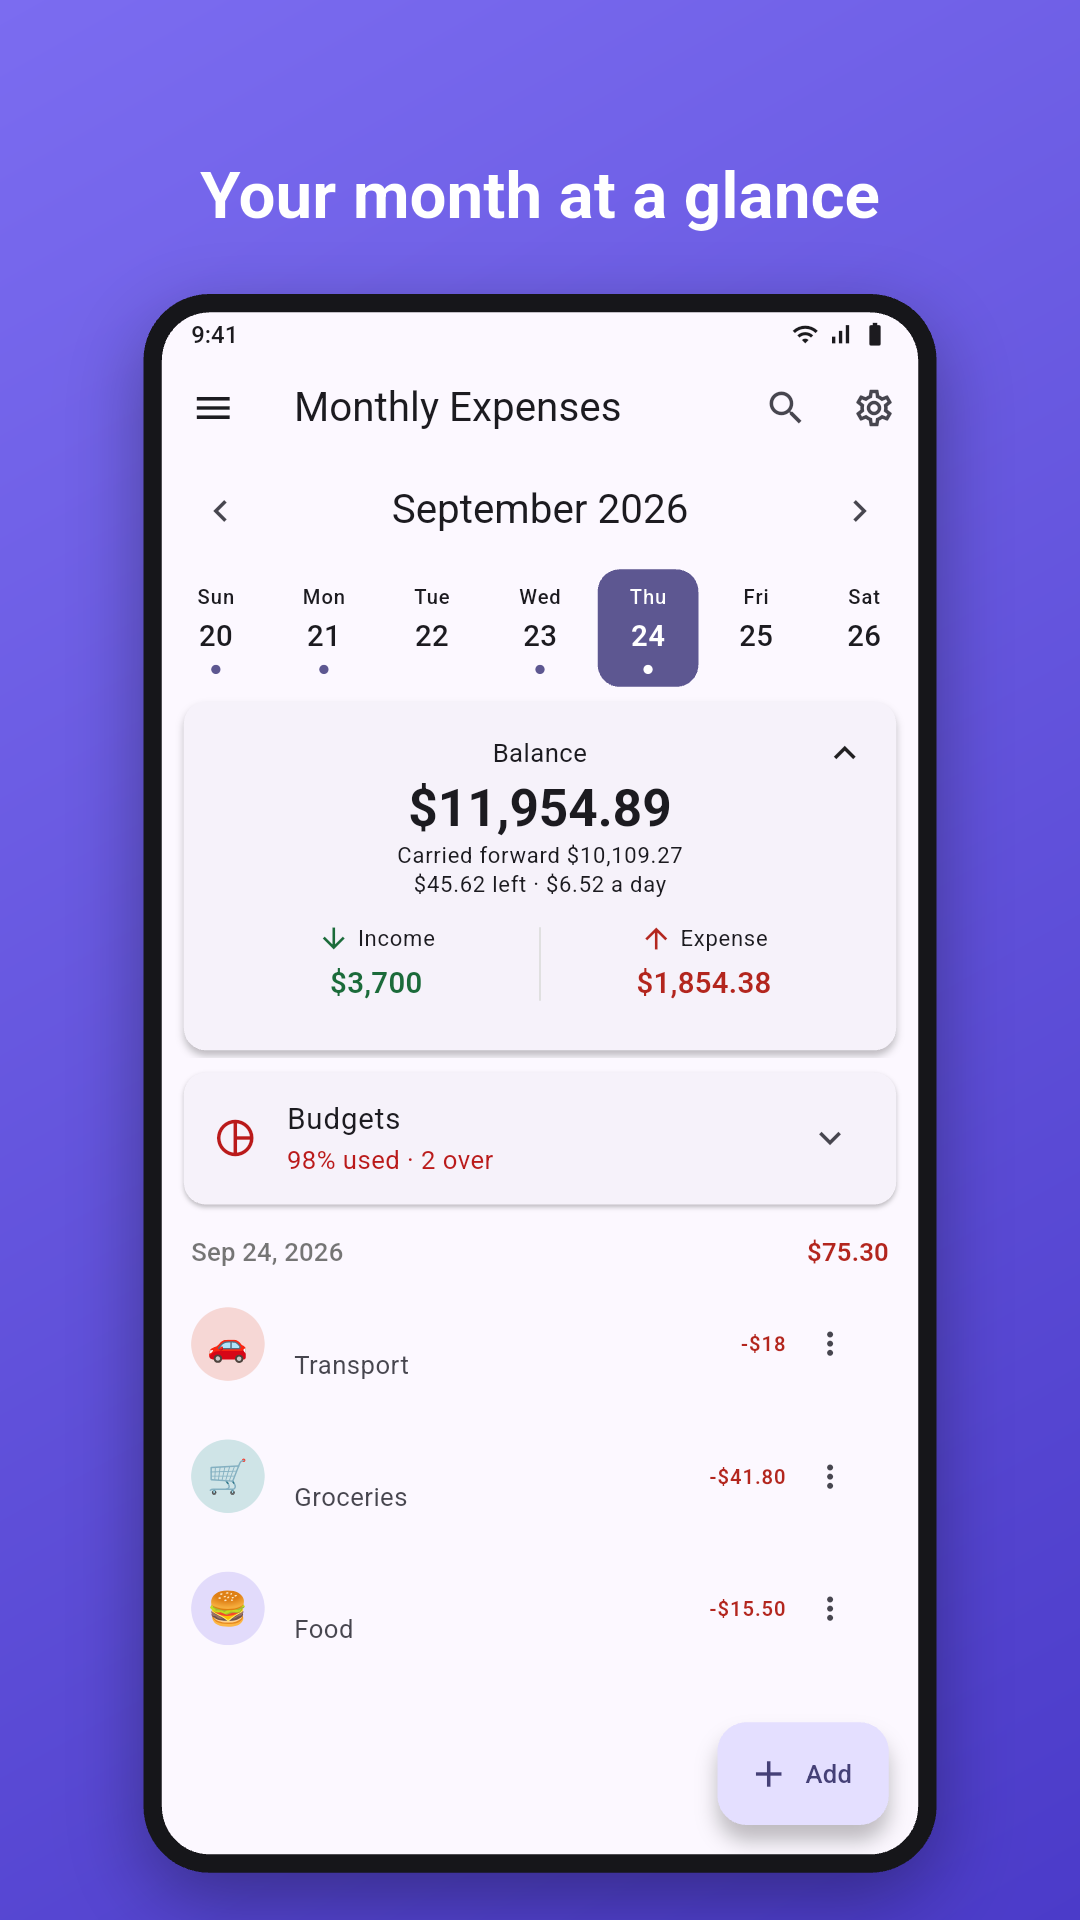 Your month at a glance
9:41
Monthly Expenses
September 2026
Sun Mon Tue Wed Thu Fri Sat
20 21 22 23 24 25 26
Balance
$11,954.89
Carried forward $10,109.27
$45.62 left · $6.52 a day
Income Expense
$3,700 $1,854.38
Budgets
98% used · 2 over
Sep 24, 2026 $75.30
Transport -$18
Groceries -$41.80
Food -$15.50
Add